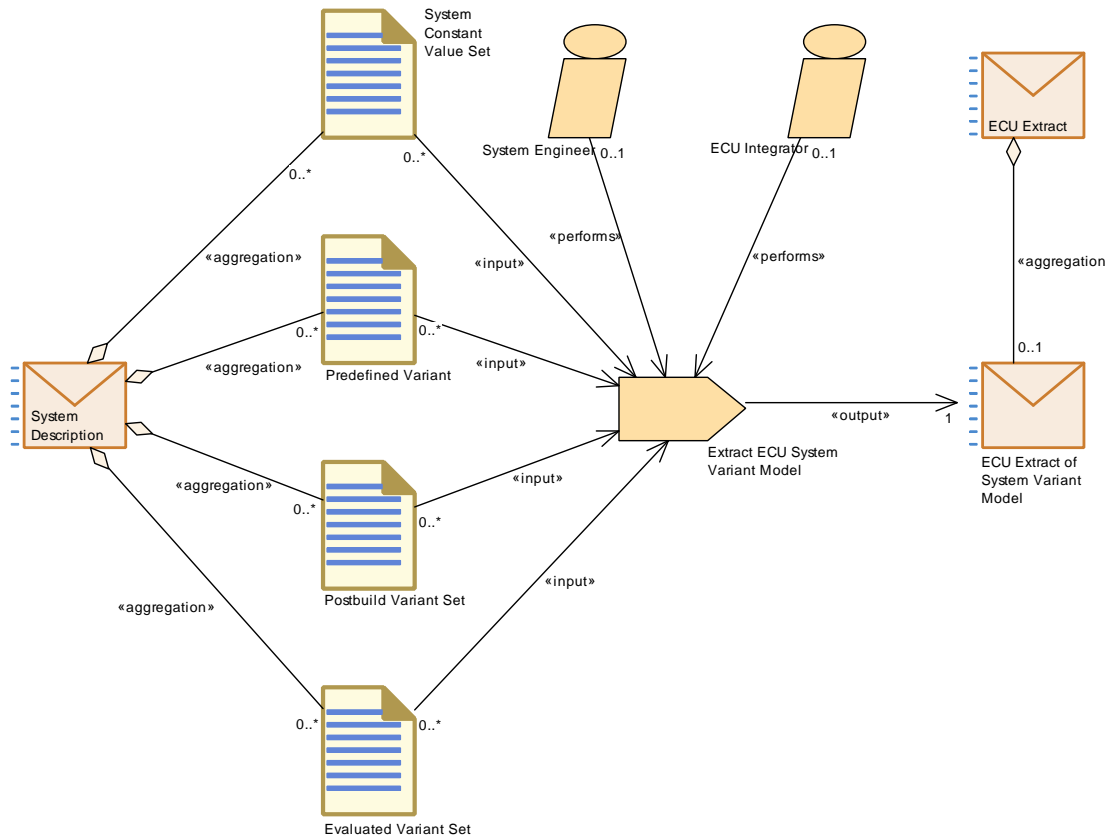 System
Constant
Value Set
System Engineer
0..1
ECU Integrator
0..1
ECU Extract
0..*
0..*
«aggregation»
«input»
«performs»
«performs»
«aggregation»
0..*
0..*
«aggregation»
«input»
Predefined Variant
0..1
System
Description
«output»
1
Extract ECU System
Variant Model
ECU Extract of
System Variant
Model
«aggregation»
«input»
0..*
0..*
Postbuild Variant Set
«aggregation»
«input»
0..*
0..*
Evaluated Variant Set